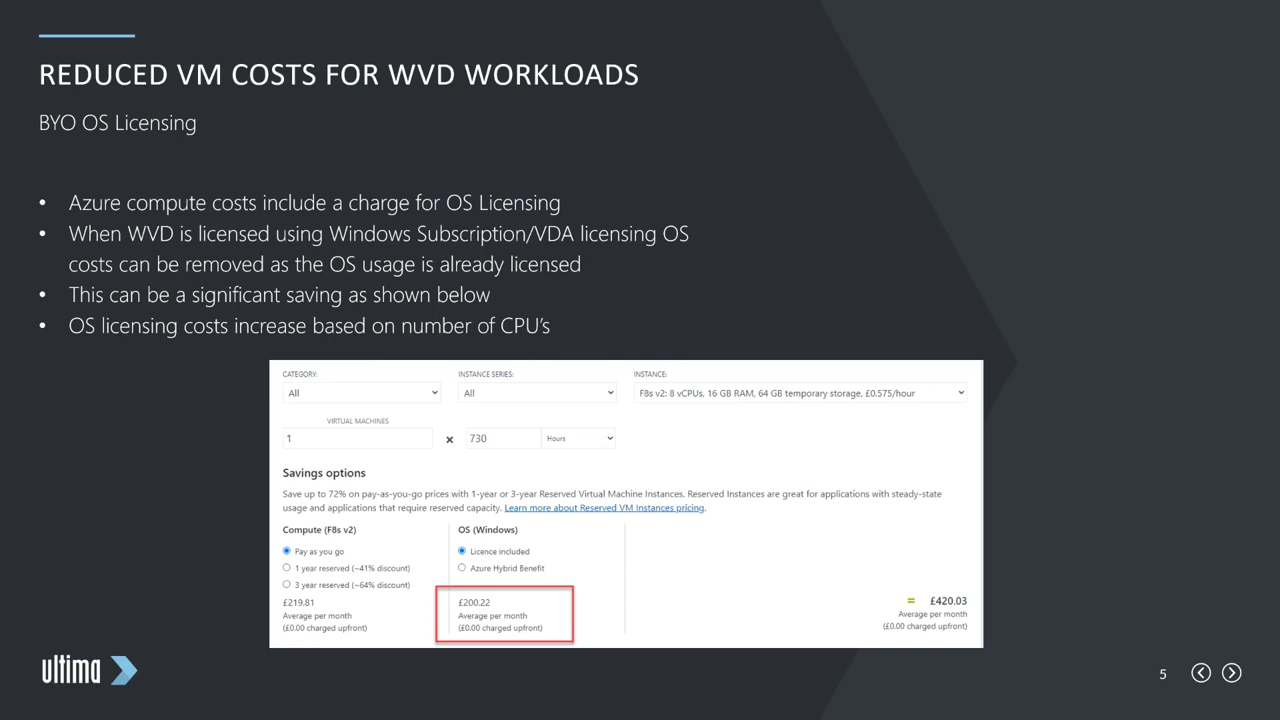 REDUCED VM COSTS FOR WVD WORKLOADS
BYO OS Licensing
• Azure compute costs include a charge for OS Licensing
• When WVD is licensed using Windows Subscription/VDA licensing OS
costs can be removed as the OS usage is already licensed
• This can be a significant saving as shown below
• OS licensing costs increase based on number of CPU's
CATEGORY: INSTANCE SERIES: INSTANCE:
All All F8s v2: 8 vCPUs, 16 GB RAM, 64 GB temporary storage, £0.575/hour
VIRTUAL MACHINES
1 × 730 Hours
Savings options
Save up to 72% on pay-as-you-go prices with 1-year or 3-year Reserved Virtual Machine Instances. Reserved Instances are great for applications with steady-state
usage and applications that require reserved capacity. Learn more about Reserved VM Instances pricing.
Compute (F8s v2) OS (Windows)
Pay as you go Licence included
1 year reserved (~41% discount) Azure Hybrid Benefit
3 year reserved (~64% discount)
£219.81 £200.22 = £420.03
Average per month Average per month Average per month
(£0.00 charged upfront) (£0.00 charged upfront) (£0.00 charged upfront)
ultima
5